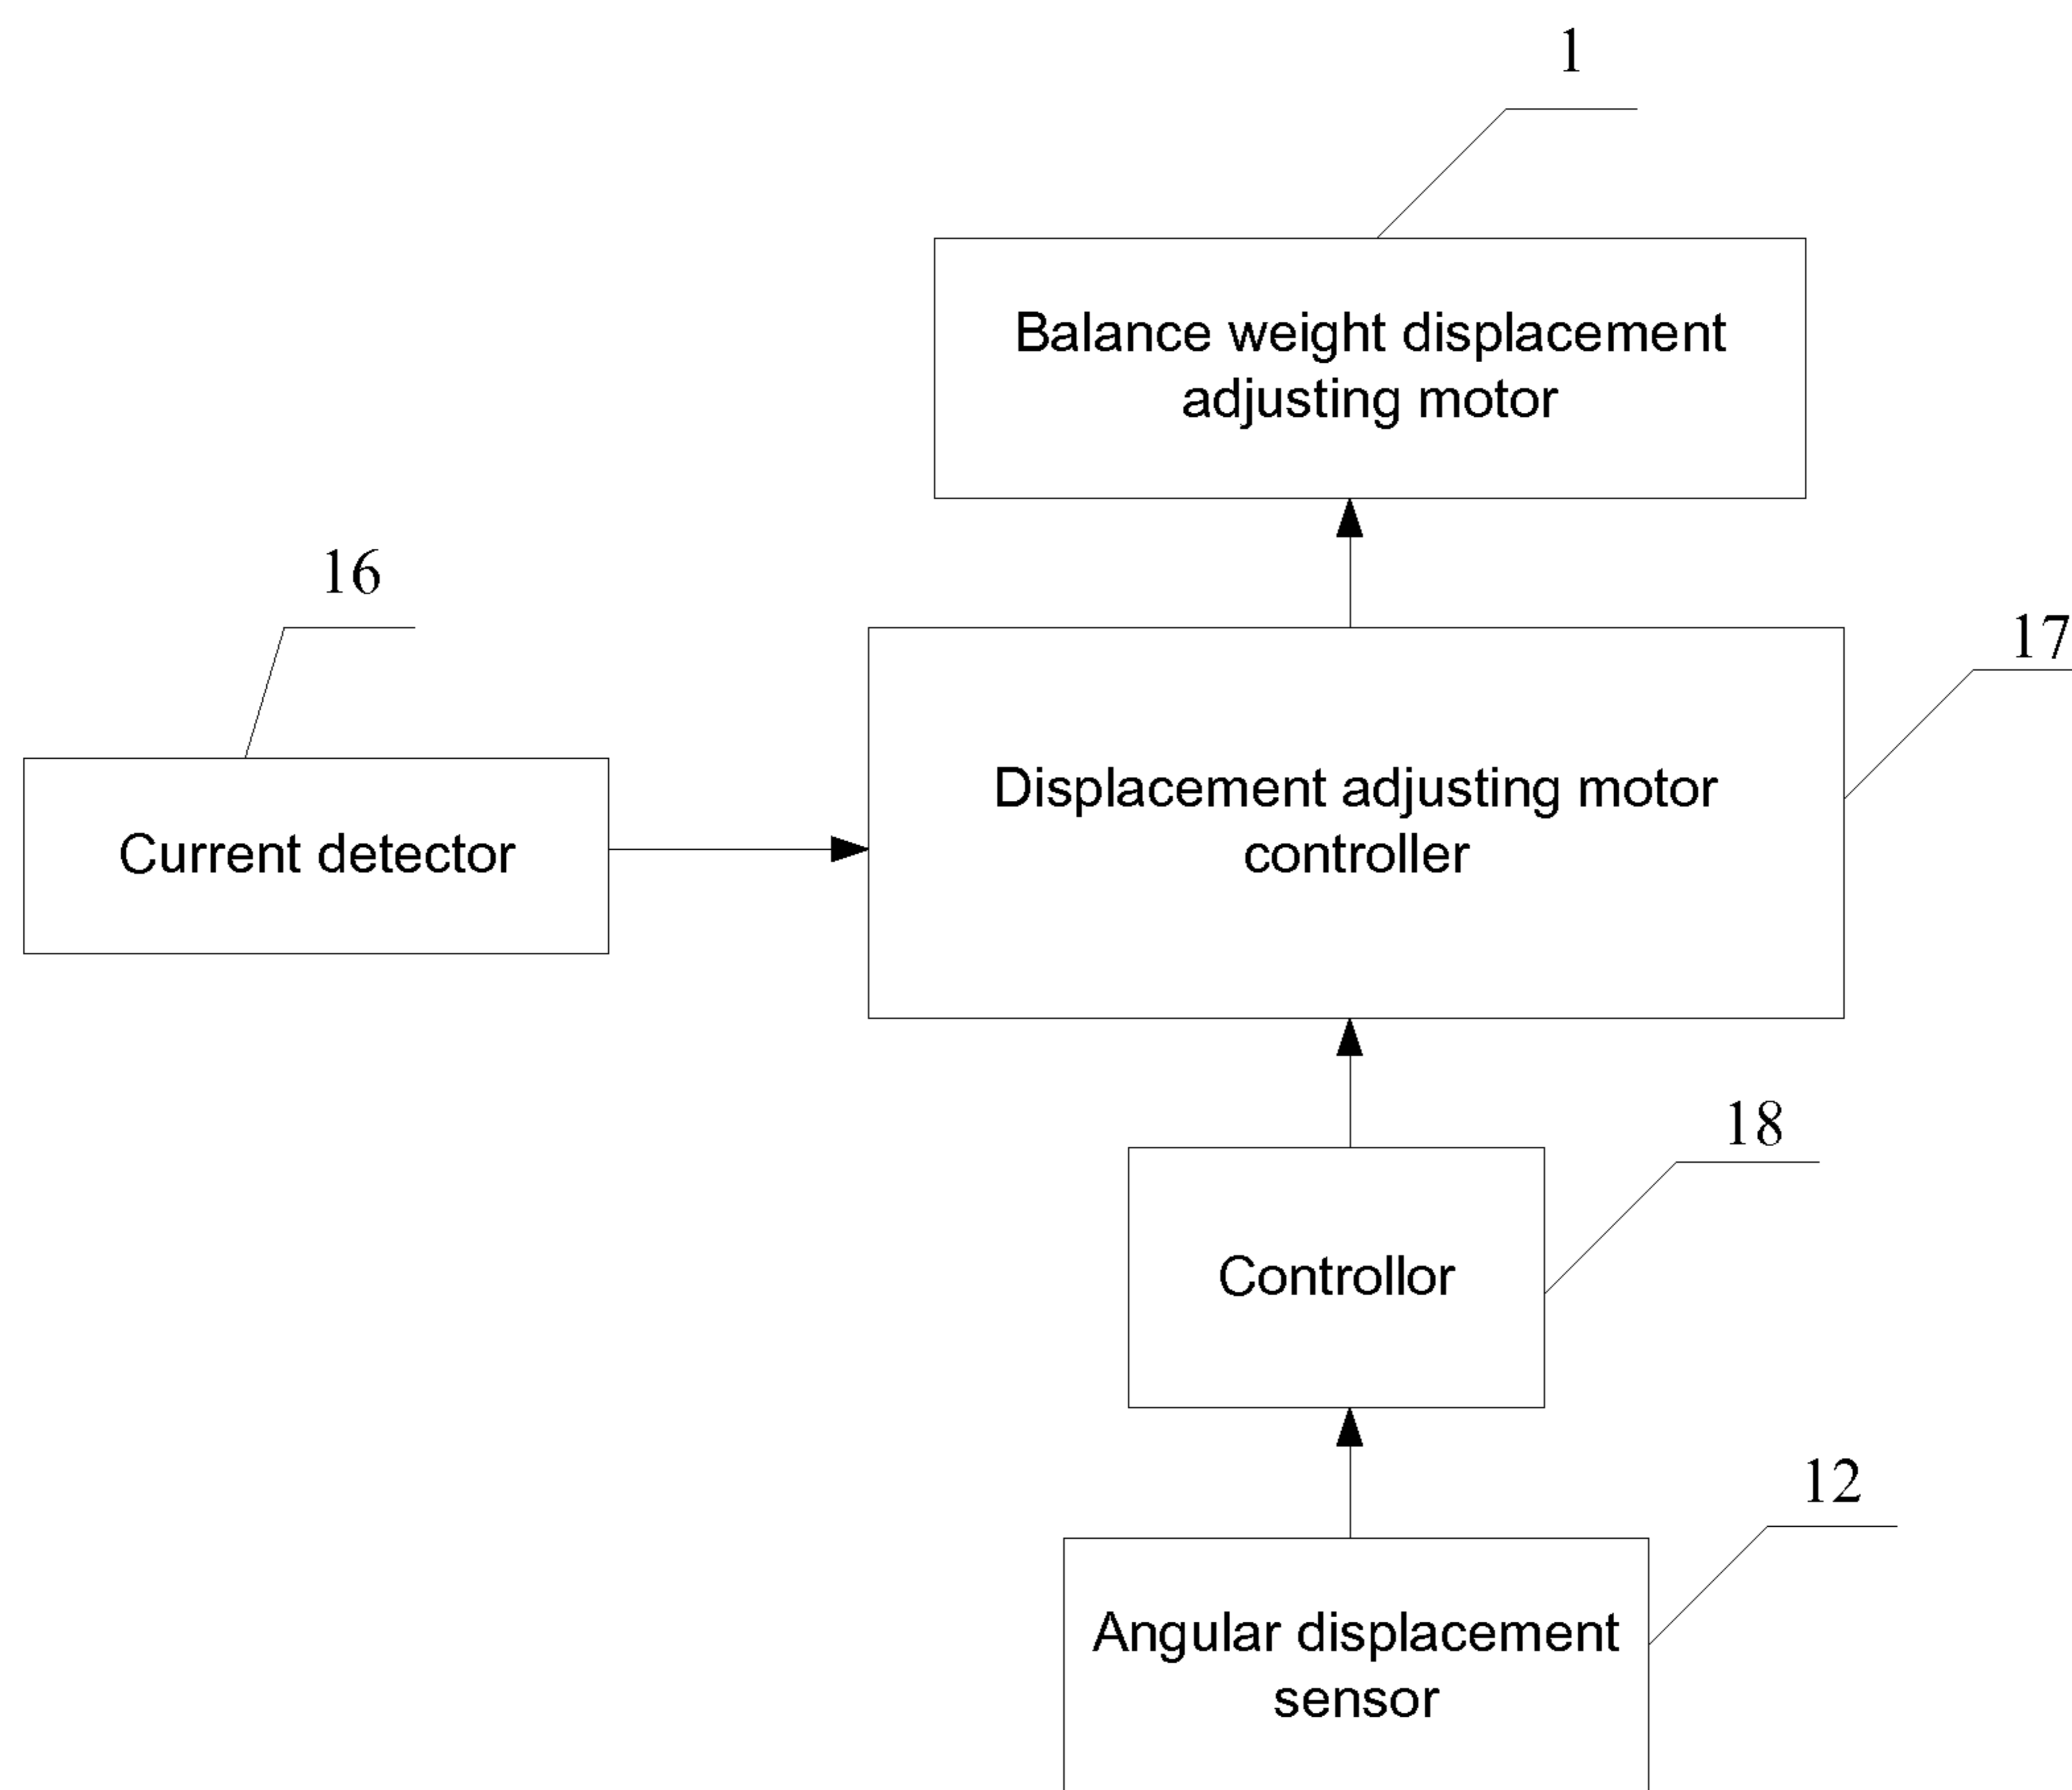 1
Balance weight displacement
adjusting motor
16
17
Displacement adjusting motor
controller
Current detector
18
Controllor
12
Angular displacement
sensor